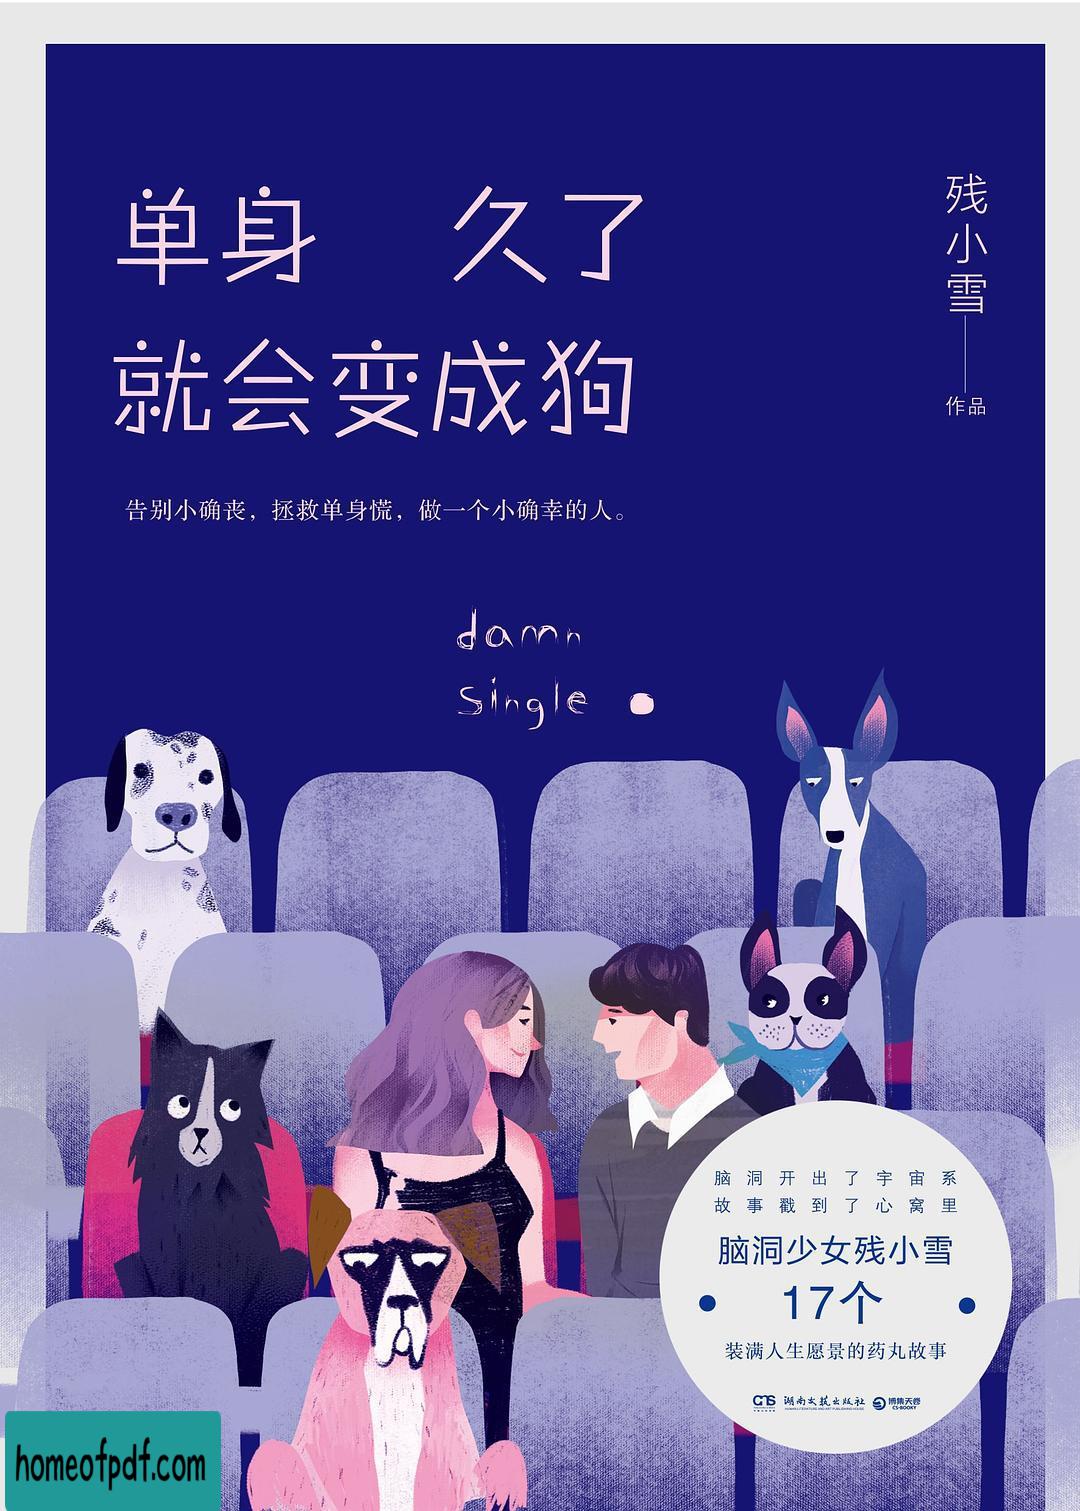 单身 久了
就会变成狗
残小雪
作品
告别小确丧，拯救单身慌，做一个小确幸的人。
damn
single
脑洞开出了宇宙系
故事戳到了心窝里
脑洞少女残小雪
17个
装满人生愿景的药丸故事
湖南文艺出版社
博集天卷
CS-BOOKY
homeofpdf.com